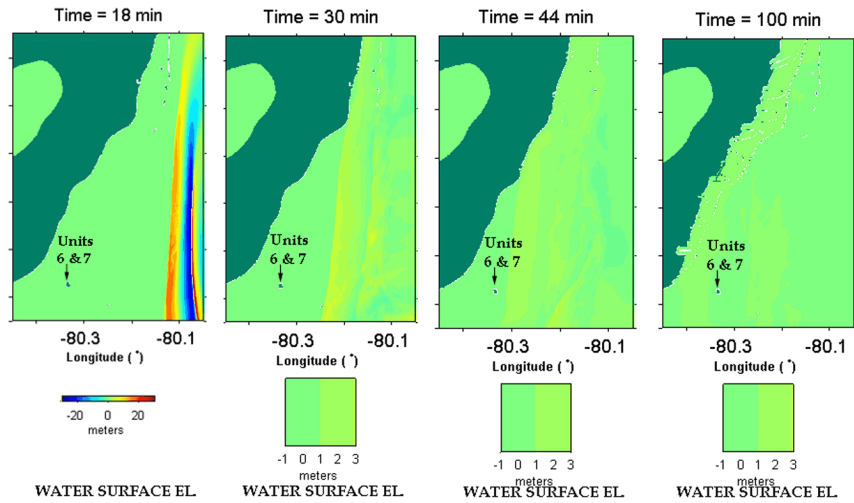 Time = 18 min
Time = 30 min
Time = 44 min
Time = 100 min
Units
6 & 7
Units
6 & 7
Units
6 & 7
Units
6 & 7
-80.3 -80.1
-80.3 -80.1
-80.3 -80.1
-80.3 -80.1
Longitude (°)
Longitude (°)
Longitude (°)
Longitude (°)
-20 0 20
meters
-1 0 1 2 3
meters
-1 0 1 2 3
meters
-1 0 1 2 3
meters
WATER SURFACE EL.
WATER SURFACE EL.
WATER SURFACE EL.
WATER SURFACE EL.